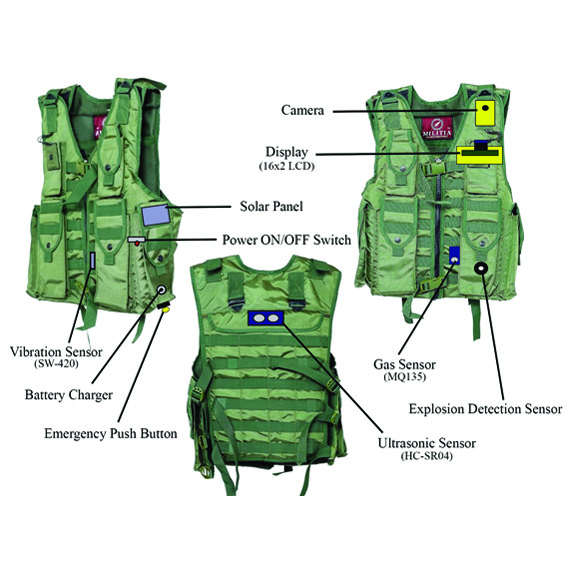 MILITIA
Camera
Display
(16x2 LCD)
Solar Panel
Power ON/OFF Switch
Vibration Sensor
(SW-420)
Battery Charger
Emergency Push Button
Gas Sensor
(MQ135)
Explosion Detection Sensor
Ultrasonic Sensor
(HC-SR04)